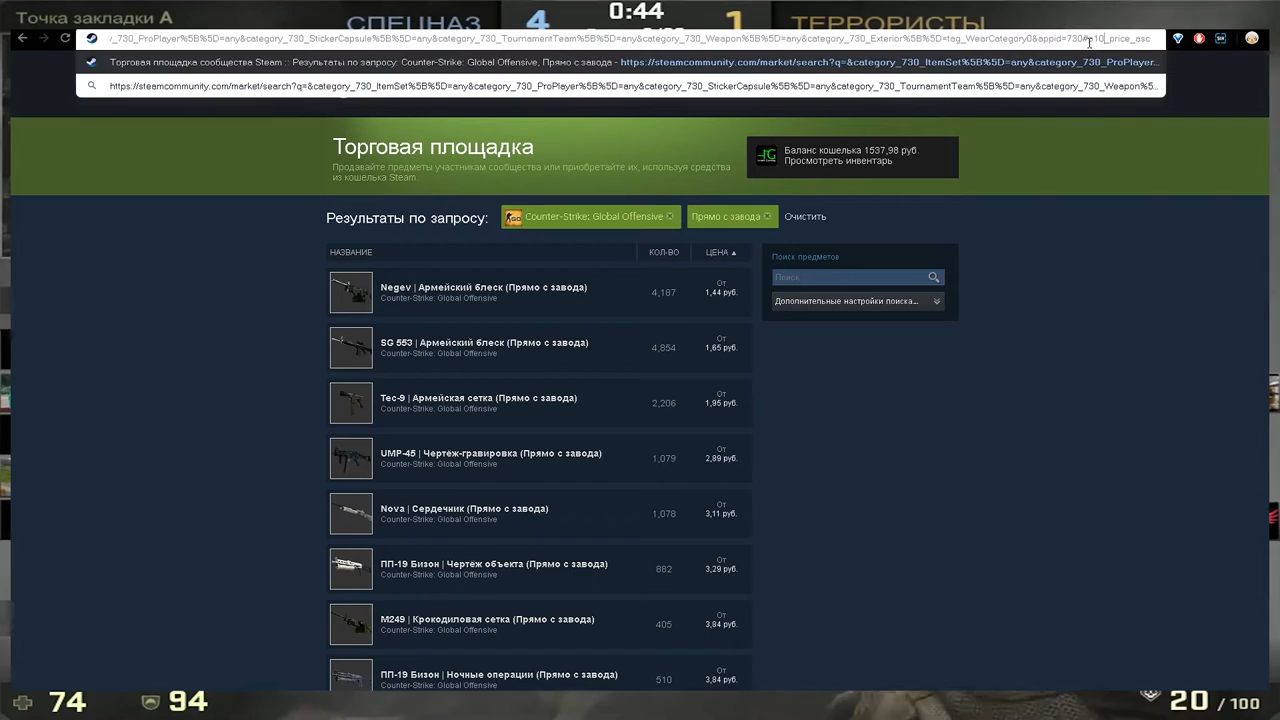 Точка закладки A
СПЕЦНАЗ
4
0:44
1
ТЕРРОРИСТЫ
y_730_ProPlayer%5B%5D=any&category_730_StickerCapsule%5B%5D=any&category_730_TournamentTeam%5B%5D=any&category_730_Weapon%5B%5D=any&category_730_Exterior%5B%5D=tag_WearCategory0&appid=730#p10_price_asc
Торговая площадка сообщества Steam :: Результаты по запросу: Counter-Strike: Global Offensive, Прямо с завода - https://steamcommunity.com/market/search?q=&category_730_ItemSet%5B%5D=any&category_730_ProPlayer...
https://steamcommunity.com/market/search?q=&category_730_ItemSet%5B%5D=any&category_730_ProPlayer%5B%5D=any&category_730_StickerCapsule%5B%5D=any&category_730_TournamentTeam%5B%5D=any&category_730_Weapon%5...
Торговая площадка
Продавайте предметы участникам сообщества или приобретайте их, используя средства
из кошелька Steam.
Баланс кошелька 1537,98 руб.
Просмотреть инвентарь
Результаты по запросу:
Counter-Strike: Global Offensive
Прямо с завода
Очистить
НАЗВАНИЕ
КОЛ-ВО
ЦЕНА ▲
Negev | Армейский блеск (Прямо с завода)
Counter-Strike: Global Offensive
4,187
От
1,44 руб.
SG 553 | Армейский блеск (Прямо с завода)
Counter-Strike: Global Offensive
4,854
От
1,65 руб.
Tec-9 | Армейская сетка (Прямо с завода)
Counter-Strike: Global Offensive
2,206
От
1,95 руб.
UMP-45 | Чертёж-гравировка (Прямо с завода)
Counter-Strike: Global Offensive
1,079
От
2,89 руб.
Nova | Сердечник (Прямо с завода)
Counter-Strike: Global Offensive
1,078
От
3,11 руб.
ПП-19 Бизон | Чертёж объекта (Прямо с завода)
Counter-Strike: Global Offensive
882
От
3,29 руб.
M249 | Крокодиловая сетка (Прямо с завода)
Counter-Strike: Global Offensive
405
От
3,84 руб.
ПП-19 Бизон | Ночные операции (Прямо с завода)
Counter-Strike: Global Offensive
510
От
3,84 руб.
Поиск предметов
Поиск
Дополнительные настройки поиска...
74
94
20 / 100